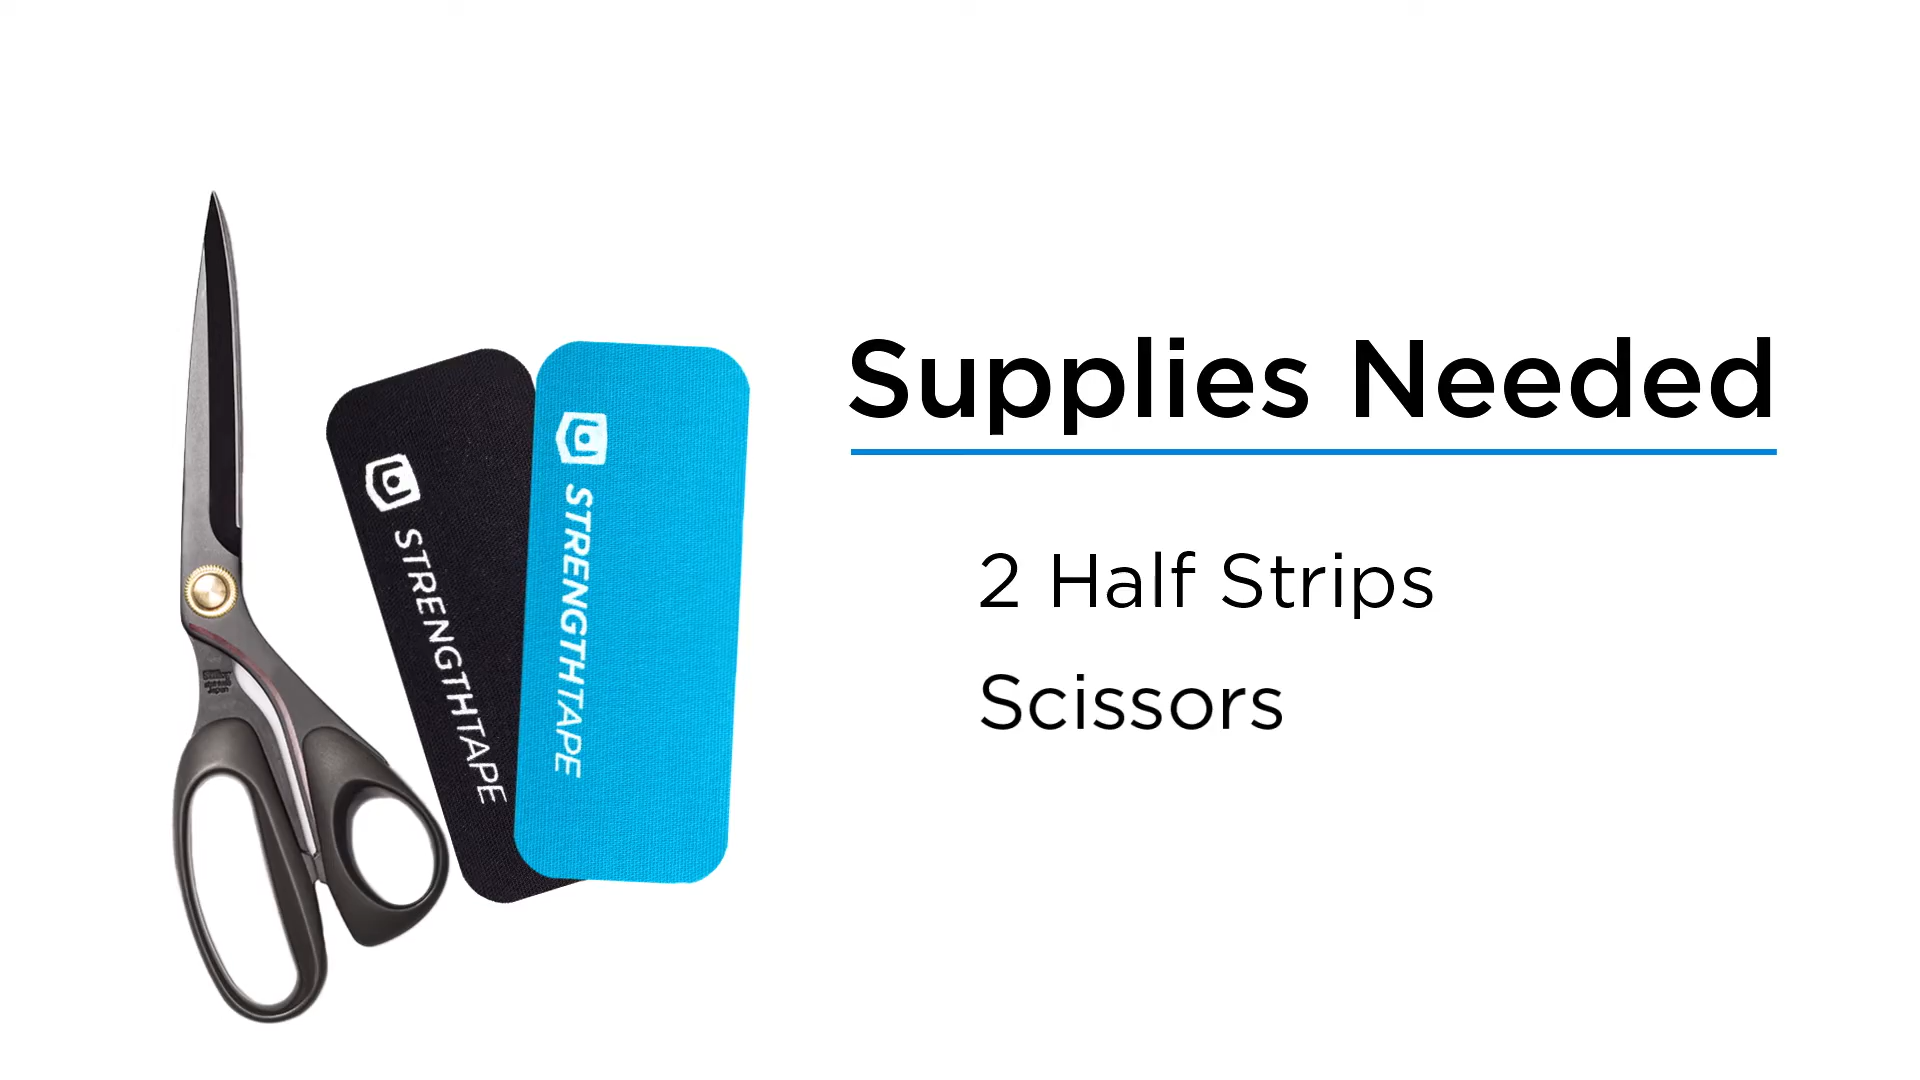 STRENGTHTAPE
STRENGTHTAPE
Supplies Needed
2 Half Strips
Scissors